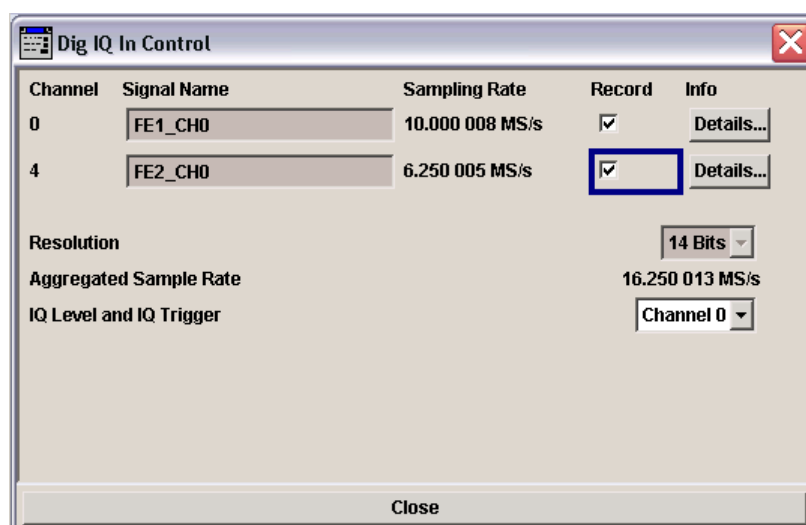 Dig IQ In Control
Channel Signal Name Sampling Rate Record Info
0 FE1_CH0 10.000 008 MS/s Details...
4 FE2_CH0 6.250 005 MS/s Details...
Resolution 14 Bits
Aggregated Sample Rate 16.250 013 MS/s
IQ Level and IQ Trigger Channel 0
Close